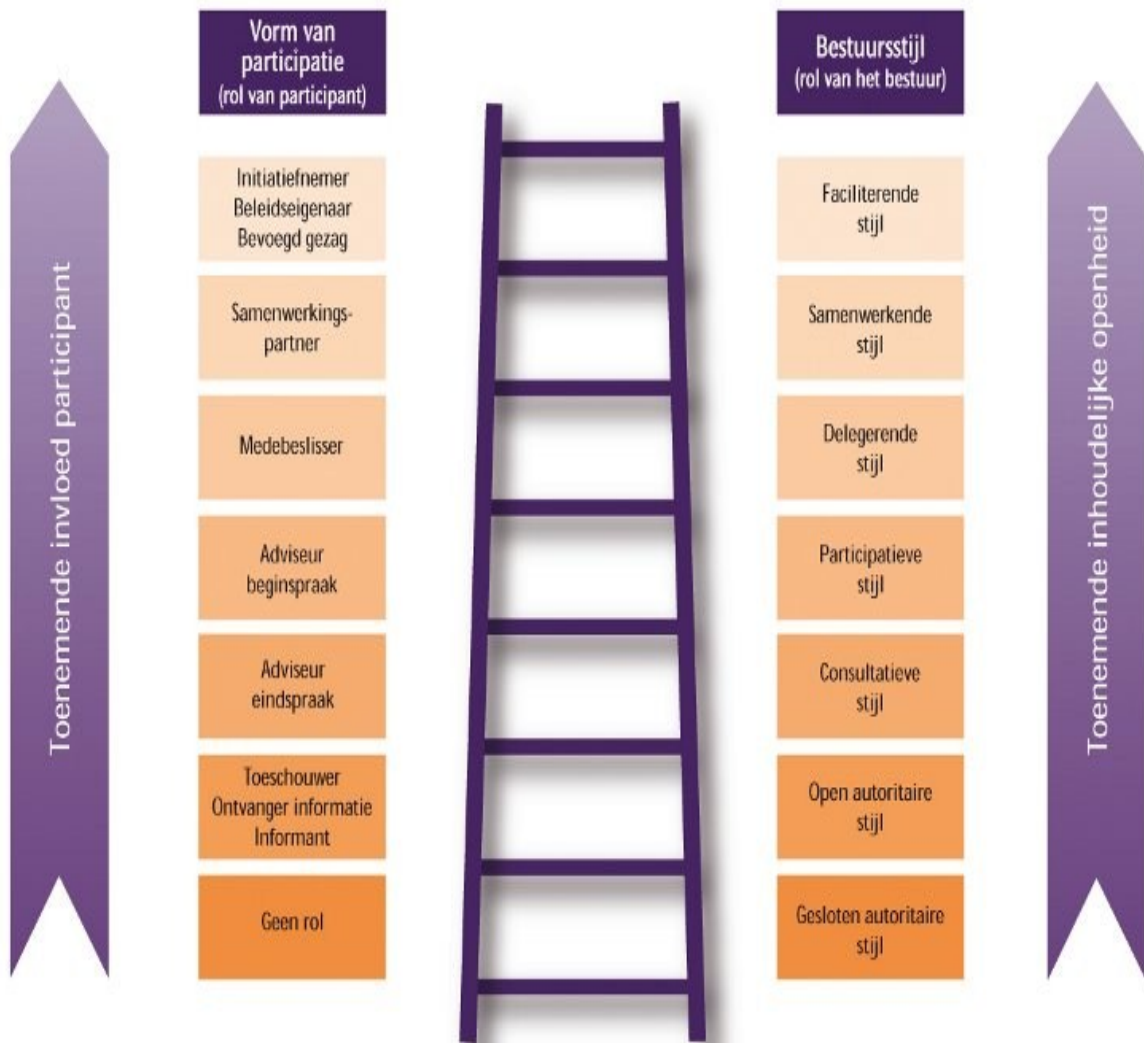 Vorm van
participatie
(rol van participant)
Bestuursstijl
(rol van het bestuur)
Toenemende invloed participant
Initiatiefnemer
Beleidseigenaar
Bevoegd gezag
Faciliterende
stijl
Samenwerkings-
partner
Samenwerkende
stijl
Medebeslisser
Delegerende
stijl
Adviseur
beginspraak
Participatieve
stijl
Adviseur
eindspraak
Consultatieve
stijl
Toeschouwer
Ontvanger informatie
Informant
Open autoritaire
stijl
Geen rol
Gesloten autoritaire
stijl
Toenemende inhoudelijke openheid